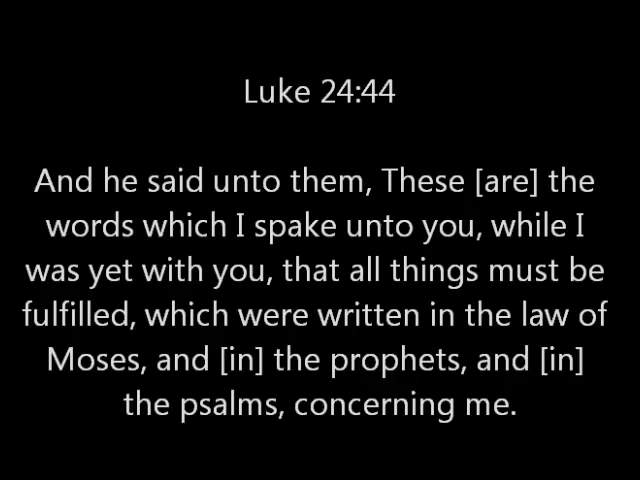 Luke 24:44
And he said unto them, These [are] the
words which I spake unto you, while I
was yet with you, that all things must be
fulfilled, which were written in the law of
Moses, and [in] the prophets, and [in]
the psalms, concerning me.